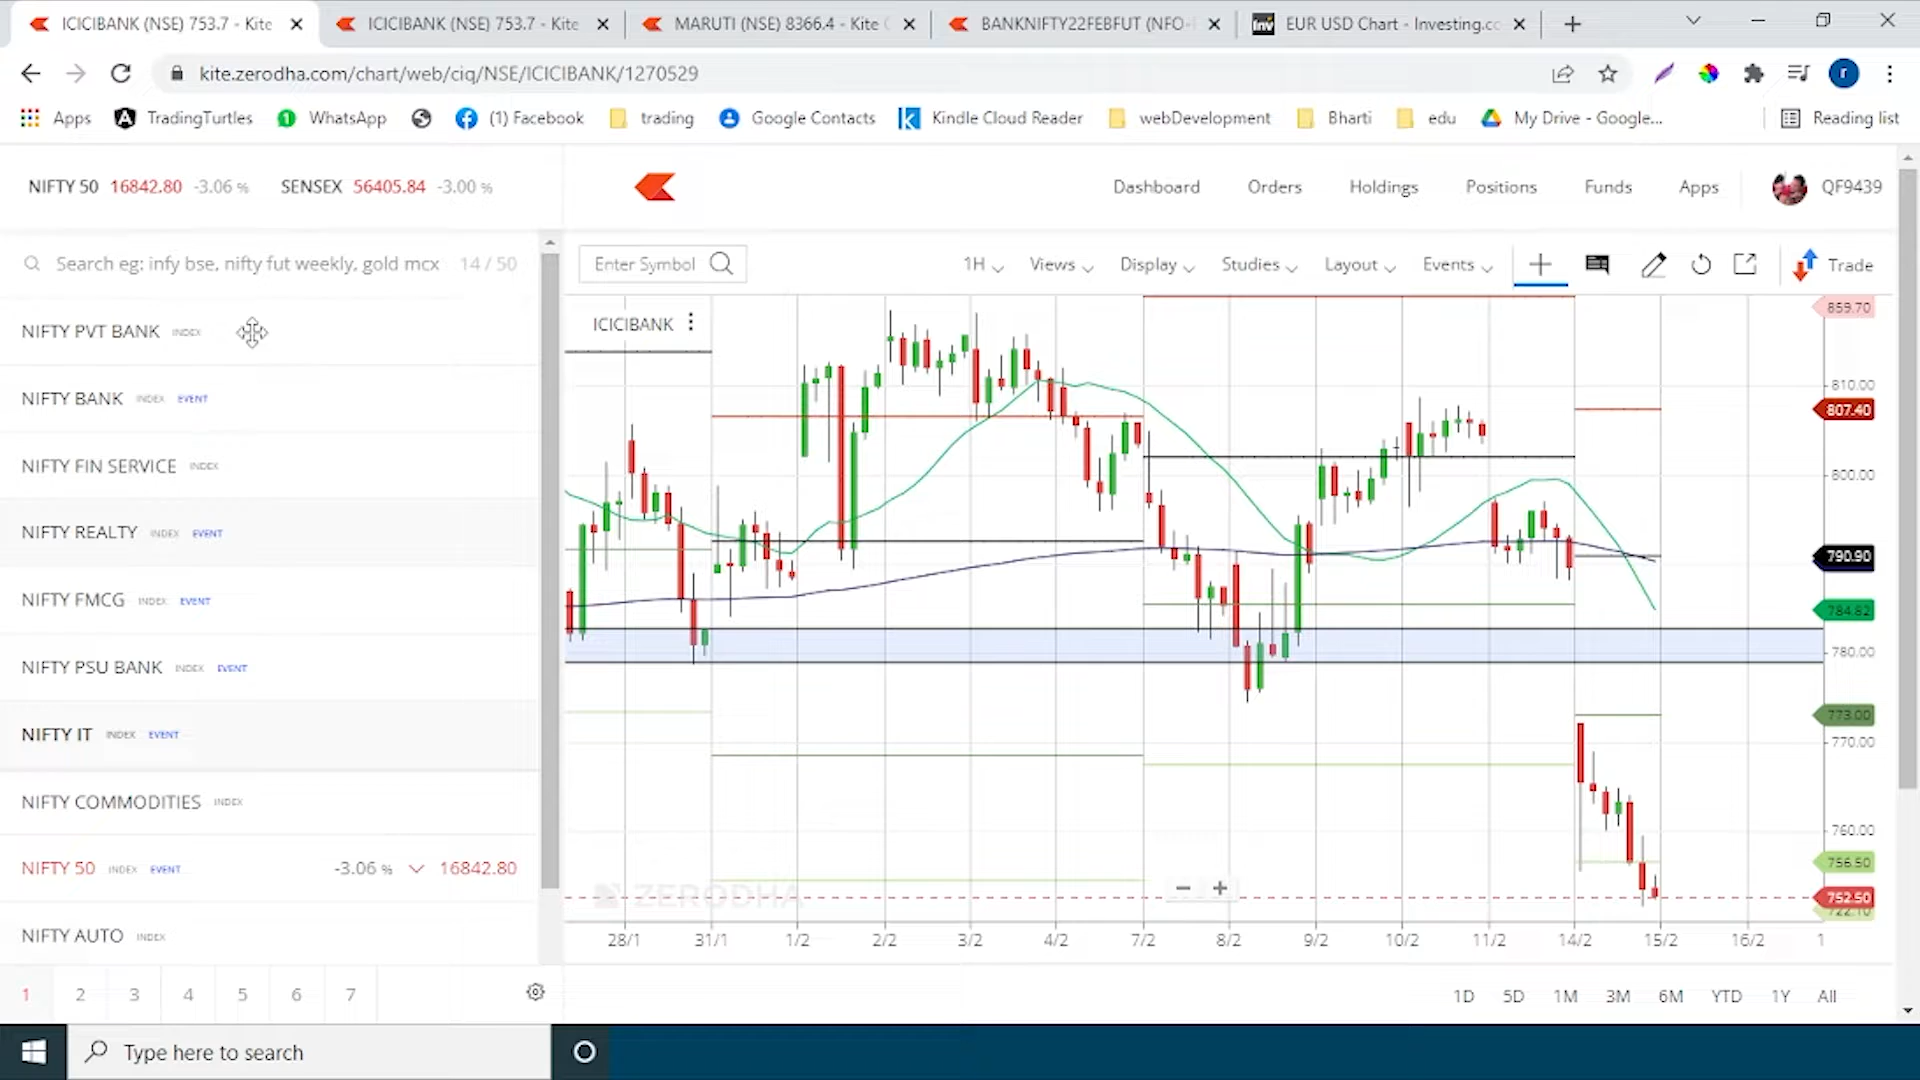 ICICIBANK (NSE) 753.7 - Kite
ICICIBANK (NSE) 753.7 - Kite
MARUTI (NSE) 8366.4 - Kite
BANKNIFTY22FEBFUT (NFO-
inv EUR USD Chart - Investing.co
kite.zerodha.com/chart/web/ciq/NSE/ICICIBANK/1270529
r
Apps TradingTurtles WhatsApp (1) Facebook trading Google Contacts Kindle Cloud Reader webDevelopment Bharti edu My Drive - Google... Reading list
NIFTY 50 16842.80 -3.06 % SENSEX 56405.84 -3.00 %
Dashboard Orders Holdings Positions Funds Apps QF9439
Search eg: infy bse, nifty fut weekly, gold mcx 14 / 50
Enter Symbol 1H Views Display Studies Layout Events Trade
NIFTY PVT BANK INDEX
NIFTY BANK INDEX EVENT
NIFTY FIN SERVICE INDEX
NIFTY REALTY INDEX EVENT
NIFTY FMCG INDEX EVENT
NIFTY PSU BANK INDEX EVENT
NIFTY IT INDEX EVENT
NIFTY COMMODITIES INDEX
NIFTY 50 INDEX EVENT -3.06 % 16842.80
NIFTY AUTO INDEX
1 2 3 4 5 6 7
ICICIBANK
859.70
810.00
807.40
800.00
790.90
784.82
780.00
773.00
770.00
760.00
756.50
752.50
722.10
ZERODHA
28/1 31/1 1/2 2/2 3/2 4/2 7/2 8/2 9/2 10/2 11/2 14/2 15/2 16/2 1
1D 5D 1M 3M 6M YTD 1Y All
Type here to search